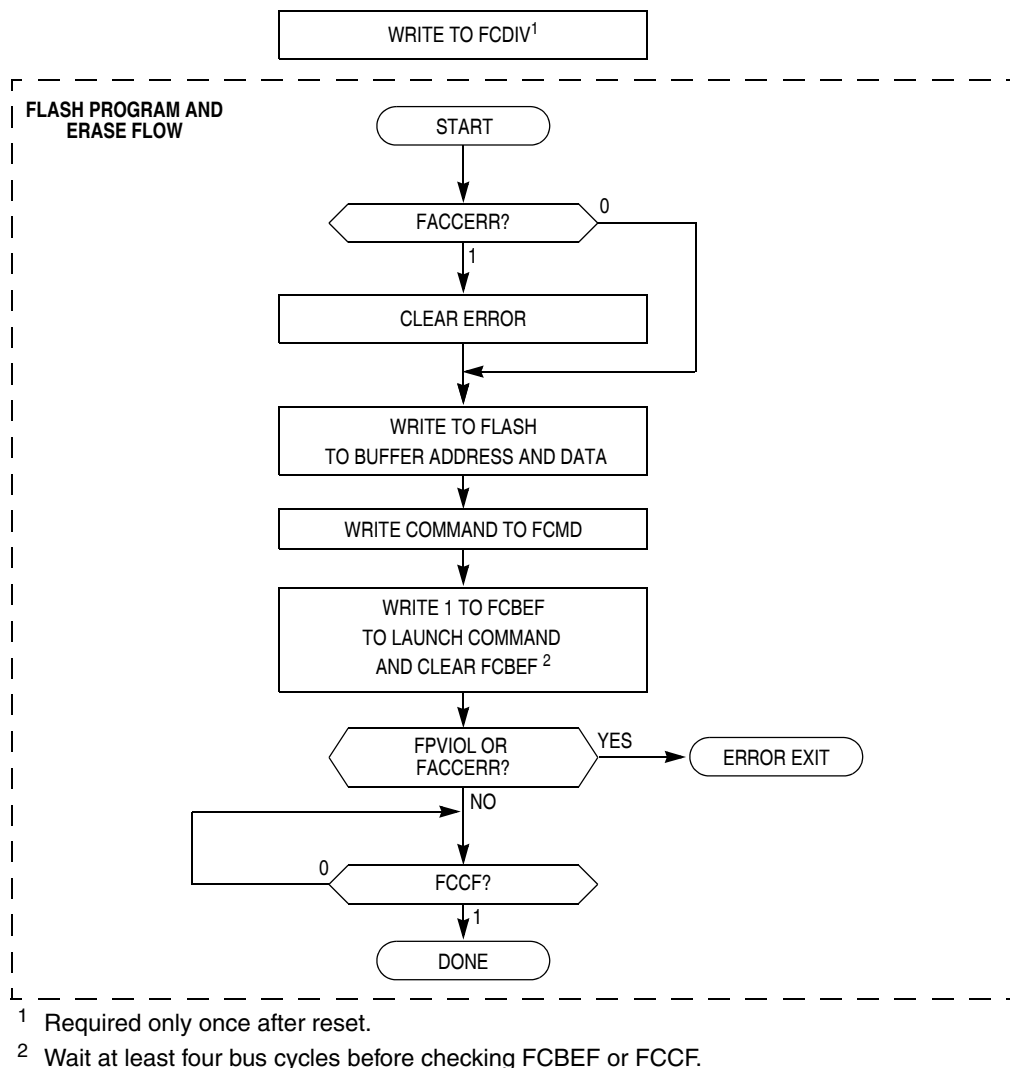 WRITE TO FCDIV1
FLASH PROGRAM AND
ERASE FLOW
START
FACCERR?
0
1
CLEAR ERROR
WRITE TO FLASH
TO BUFFER ADDRESS AND DATA
WRITE COMMAND TO FCMD
WRITE 1 TO FCBEF
TO LAUNCH COMMAND
AND CLEAR FCBEF 2
FPVIOL OR
FACCERR?
YES
ERROR EXIT
NO
0
FCCF?
1
DONE
1 Required only once after reset.
2 Wait at least four bus cycles before checking FCBEF or FCCF.